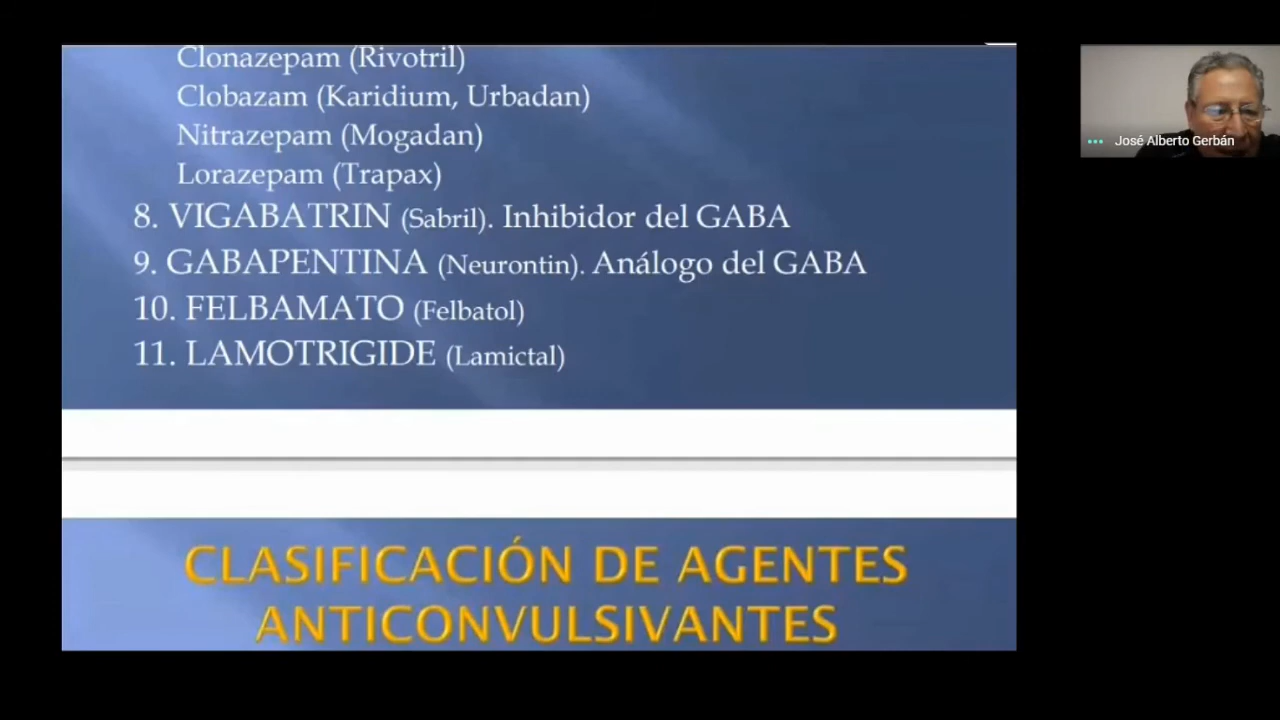 Clonazepam (Rivotril)
Clobazam (Karidium, Urbadan)
Nitrazepam (Mogadan)
Lorazepam (Trapax)
8. VIGABATRIN (Sabril). Inhibidor del GABA
9. GABAPENTINA (Neurontin). Análogo del GABA
10. FELBAMATO (Felbatol)
11. LAMOTRIGIDE (Lamictal)
CLASIFICACIÓN DE AGENTES
ANTICONVULSIVANTES
José Alberto Gerbán